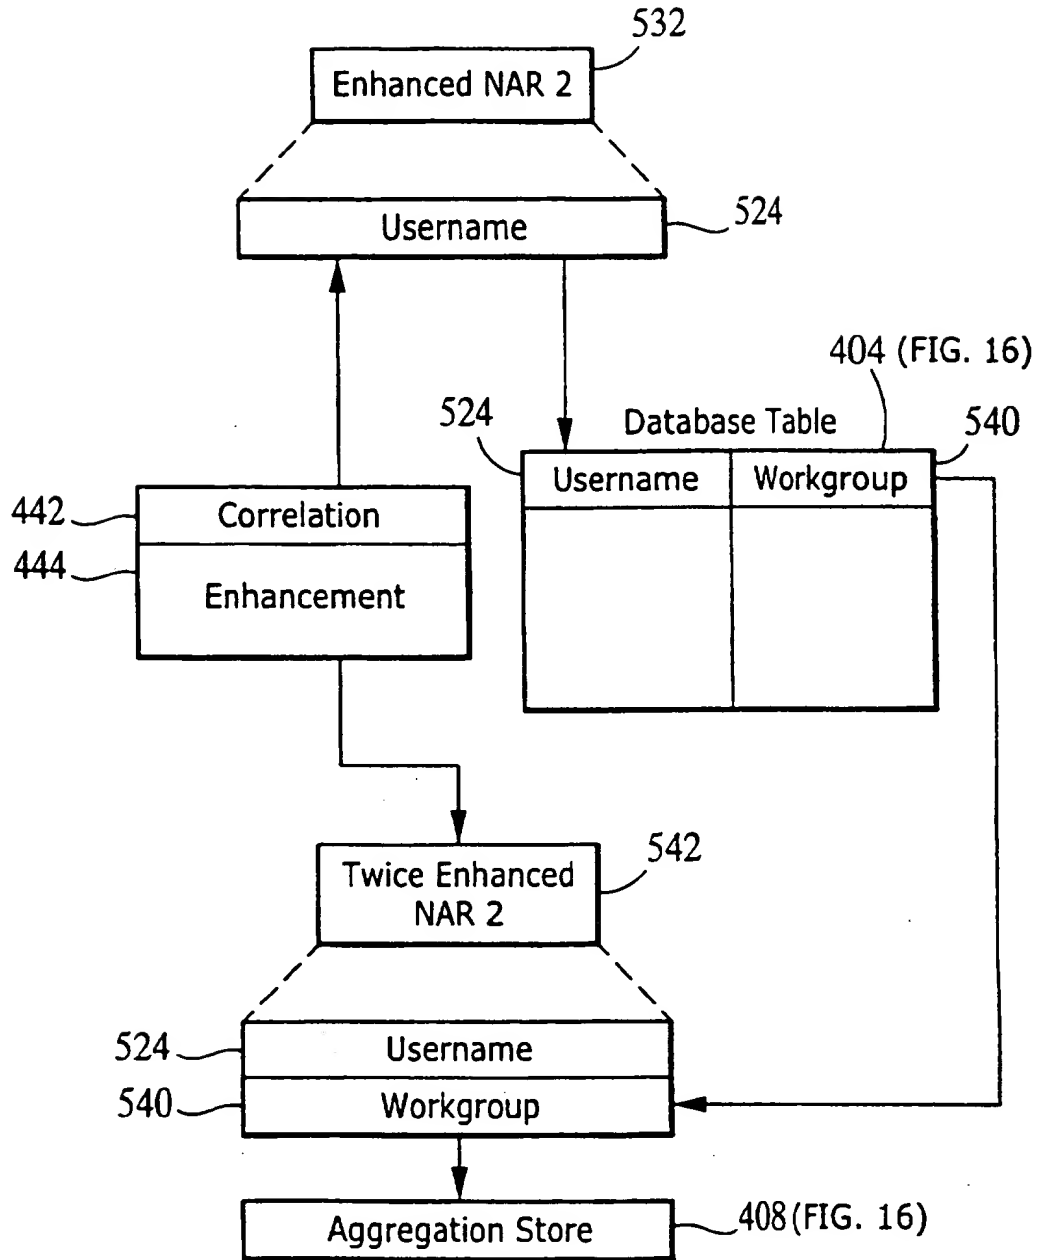 532
Enhanced NAR 2
Username
524
404 (FIG. 16)
524
Database Table
540
Username
Workgroup
442
Correlation
444
Enhancement
542
Twice Enhanced
NAR 2
524
Username
540
Workgroup
Aggregation Store
408 (FIG. 16)